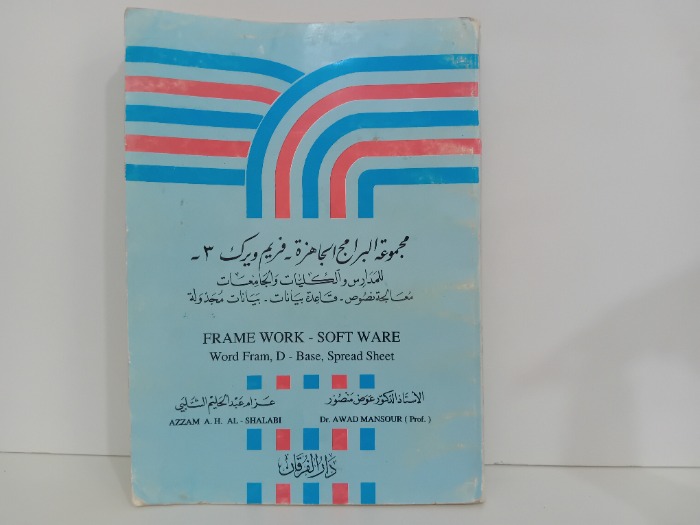 مجموعة البرامج الجاهزة - فريم ويرك ٣ -
للمدارس والكليات والجامعات
معالجة نصوص - قاعدة بيانات - بيانات مجدولة
FRAME WORK - SOFT WARE
Word Fram, D - Base, Spread Sheet
الأستاذ الدكتور عوض منصور عزام عبد الحليم الشلبي
AZZAM A. H. AL - SHALABI Dr. AWAD MANSOUR ( Prof. )
دار الفرقان